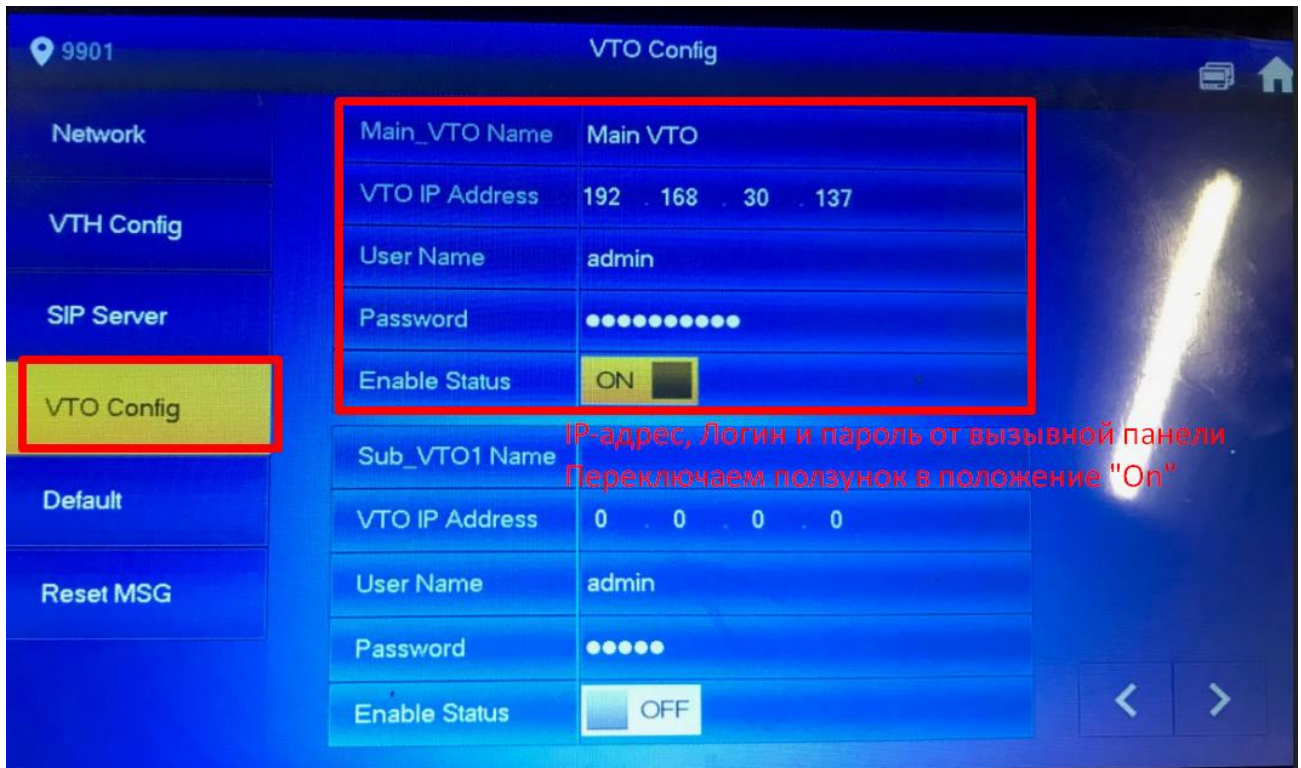 9901
VTO Config
Network
VTH Config
SIP Server
VTO Config
Default
Reset MSG
Main_VTO Name Main VTO
VTO IP Address 192 . 168 . 30 . 137
User Name admin
Password ●●●●●●●●●●
Enable Status ON
IP-адрес, Логин и пароль от вызывной панели
Переключаем ползунок в положение "On"
Sub_VTO1 Name
VTO IP Address 0 . 0 . 0 . 0
User Name admin
Password ●●●●●
Enable Status OFF